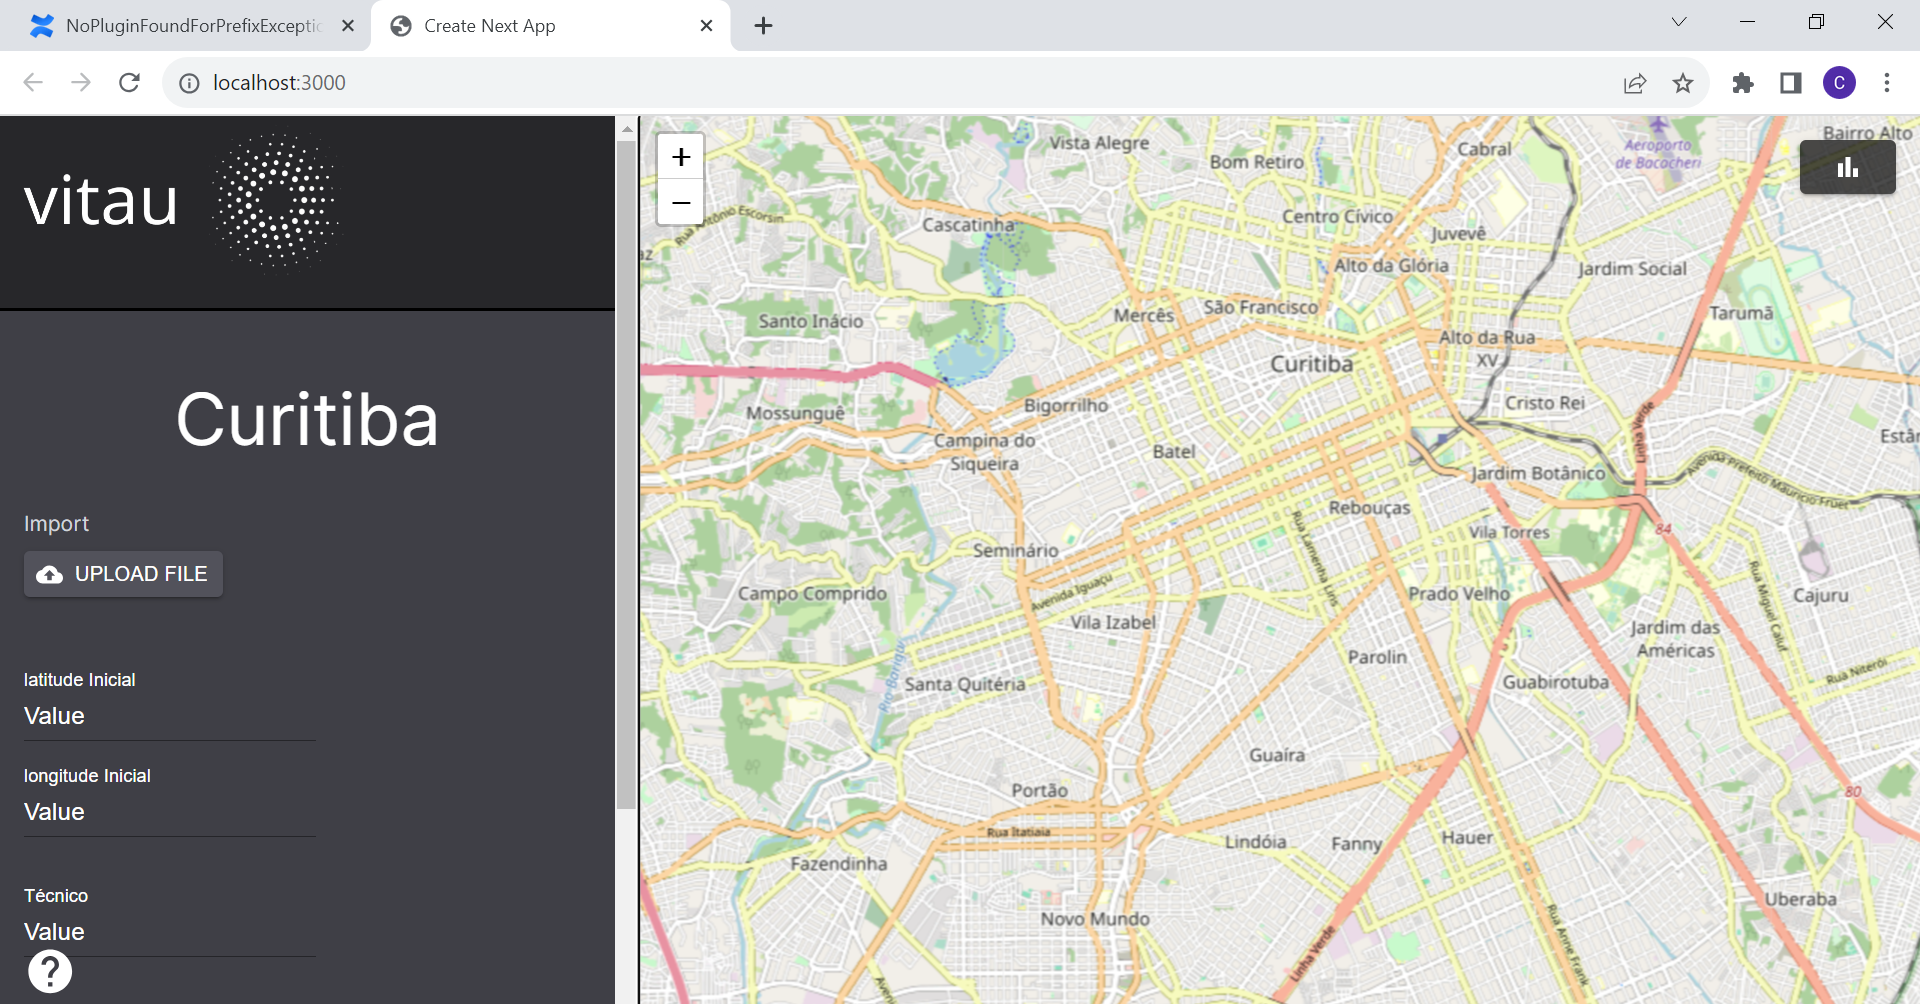 NoPluginFoundForPrefixExceptic
Create Next App
localhost:3000
C
vitau
Curitiba
Import
UPLOAD FILE
latitude Inicial
Value
longitude Inicial
Value
Técnico
Value
?
+
−
Vista Alegre
Bom Retiro
Cabral
Aeroporto
de Bacacheri
Bairro Alto
Cascatinha
Centro Cívico
Juvevê
Alto da Glória
Jardim Social
Santo Inácio
Mercês
São Francisco
Tarumã
Alto da Rua
XV
Curitiba
Mossunguê
Bigorrilho
Cristo Rei
Linha Verde
Campina do
Siqueira
Batel
Jardim Botânico
Avenida Prefeito Maurício Fruet
Rebouças
Rua Lamenha Lins
Vila Torres
84
Seminário
Avenida Iguaçu
Campo Comprido
Prado Velho
Cajuru
Rua Miguel Caluf
Vila Izabel
Jardim das
Américas
Rio Barigui
Parolin
Santa Quitéria
Guabirotuba
Rua Niterói
Guaíra
Portão
80
Rua Itatiaia
Lindóia
Fanny
Hauer
Fazendinha
Uberaba
Novo Mundo
Linha Verde
Rua Anne Frank